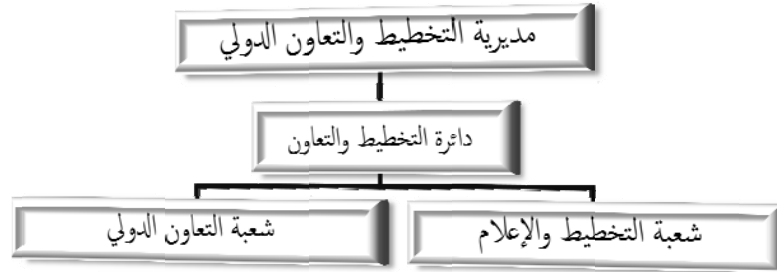 مديرية التخطيط والتعاون الدولي
دائرة التخطيط والتعاون
شعبة التخطيط والإعلام
شعبة التعاون الدولي